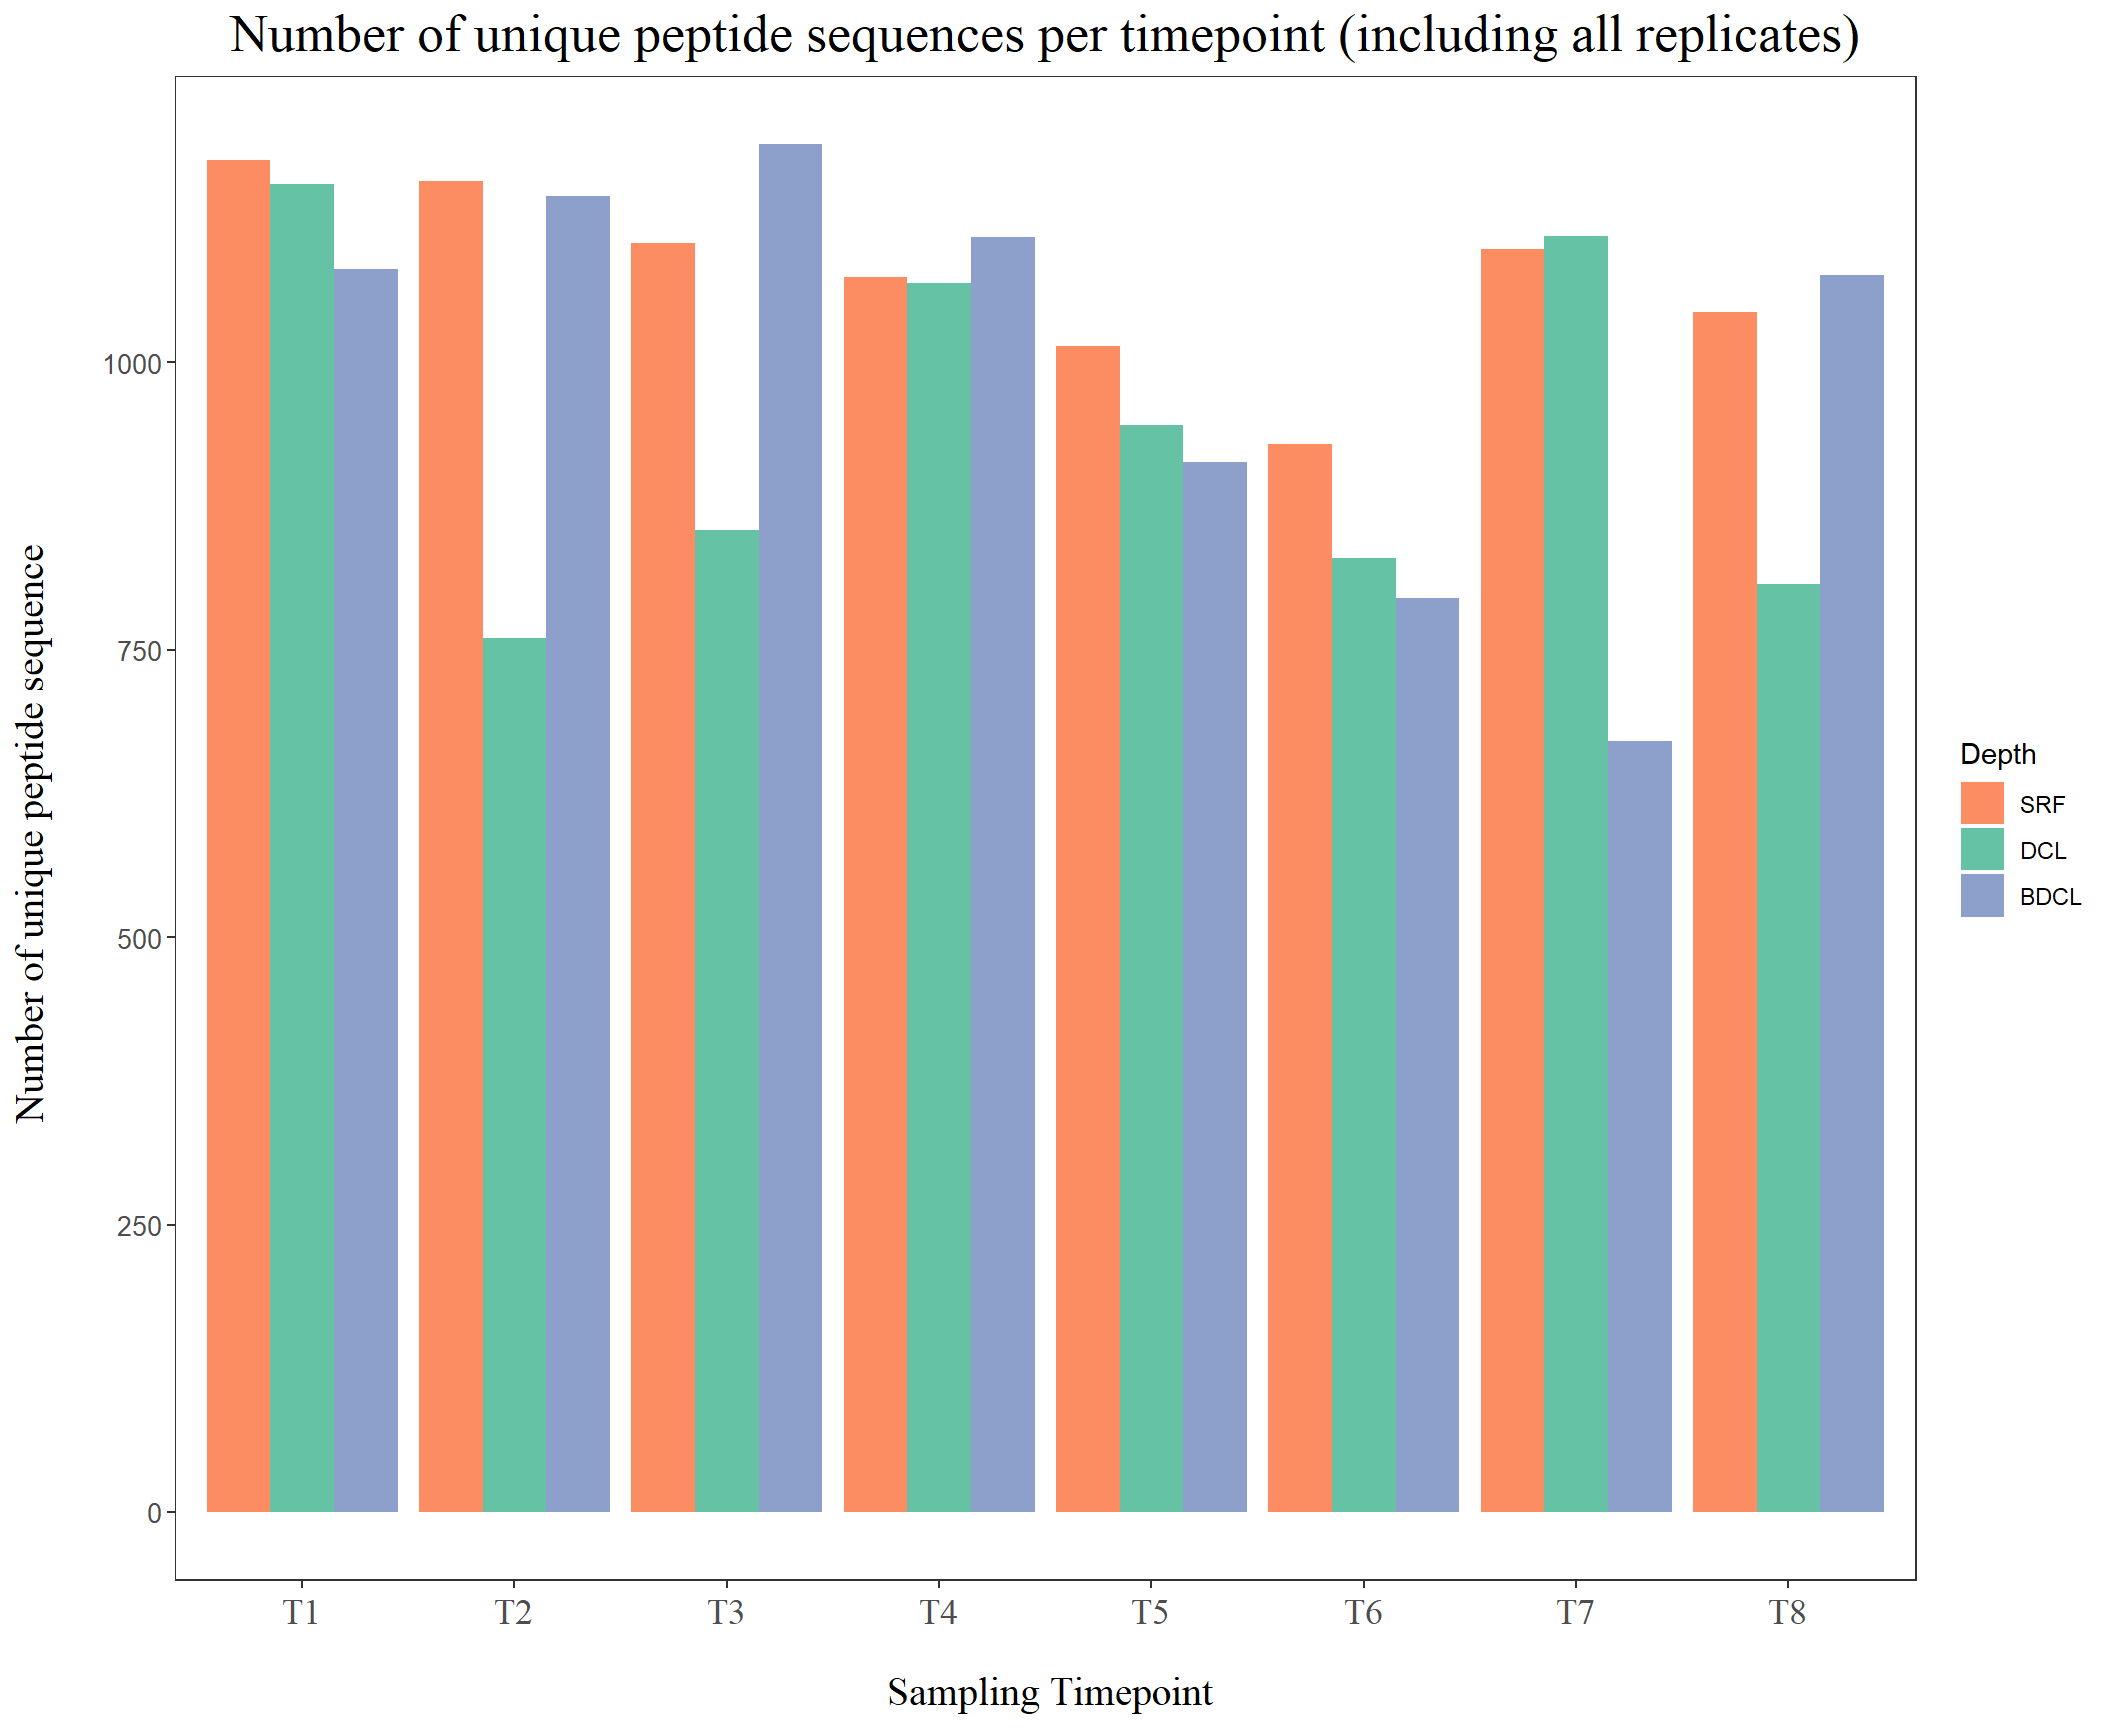 Number of unique peptide sequences per timepoint (including all replicates)
Number of unique peptide sequence
1000
750
500
250
0
T1 T2 T3 T4 T5 T6 T7 T8
Sampling Timepoint
Depth
SRF
DCL
BDCL